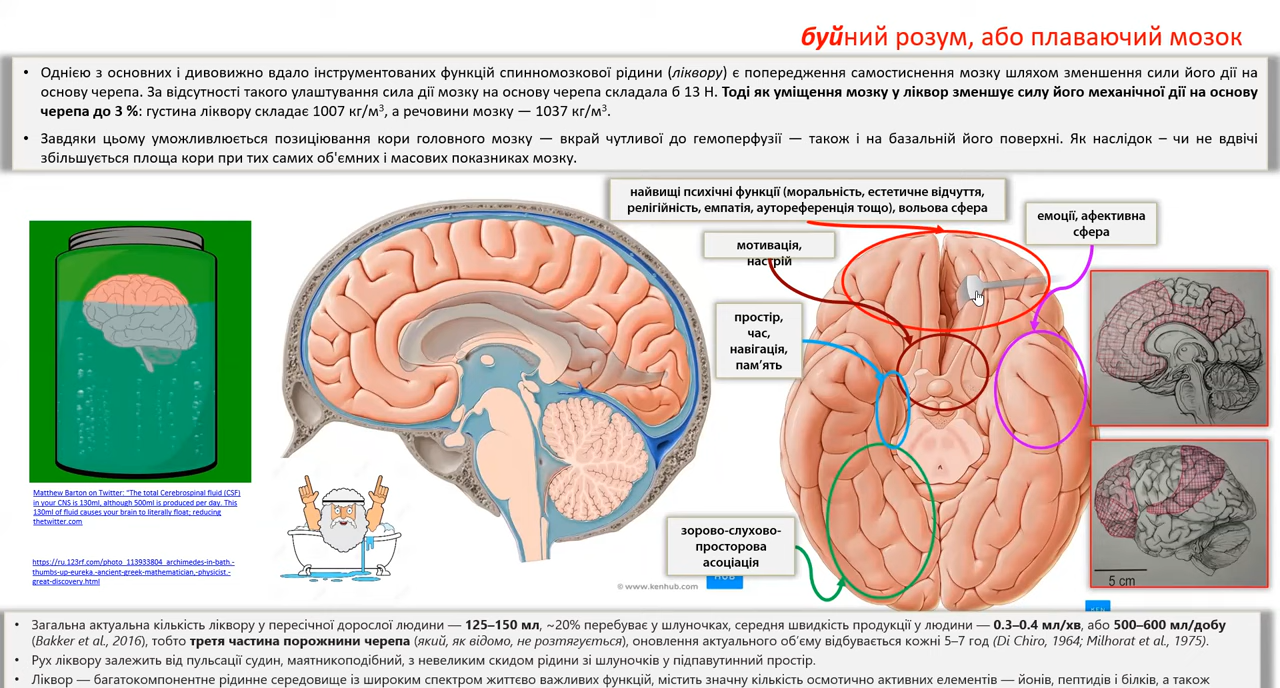 буйний розум, або плаваючий мозок
• Однією з основних і дивовижно вдало інструментованих функцій спинномозкової рідини (ліквору) є попередження самостиснення мозку шляхом зменшення сили його дії на
основу черепа. За відсутності такого улаштування сила дії мозку на основу черепа складала б 13 Н. Тоді як уміщення мозку у ліквор зменшує силу його механічної дії на основу
черепа до 3 %: густина ліквору складає 1007 кг/м³, а речовини мозку — 1037 кг/м³.
• Завдяки цьому уможливлюється позиціювання кори головного мозку — вкрай чутливої до гемоперфузії — також і на базальній його поверхні. Як наслідок – чи не вдвічі
збільшується площа кори при тих самих об'ємних і масових показниках мозку.
найвищі психічні функції (моральність, естетичне відчуття,
релігійність, емпатія, аутореференція тощо), вольова сфера
емоції, афективна
сфера
мотивація,
настрій
простір,
час,
навігація,
пам'ять
зорово-слухово-
просторова
асоціація
Matthew Barton on Twitter: "The total Cerebrospinal fluid (CSF)
in your CNS is 130ml, although 500ml is produced per day. This
130ml of fluid causes your brain to literally float; reducing
thetwitter.com
https://ru.123rf.com/photo_113933804_archimedes-in-bath.-
thumbs-up-eureka.-ancient-greek-mathematician.-physicist.-
great-discovery.html
© www.kenhub.com
HUB
KEN
5 cm
• Загальна актуальна кількість ліквору у пересічної дорослої людини — 125–150 мл, ~20% перебуває у шлуночках, середня швидкість продукції у людини — 0.3–0.4 мл/хв, або 500–600 мл/добу
(Bakker et al., 2016), тобто третя частина порожнини черепа (який, як відомо, не розтягується), оновлення актуального об'єму відбувається кожні 5–7 год (Di Chiro, 1964; Milhorat et al., 1975).
• Рух ліквору залежить від пульсації судин, маятникоподібний, з невеликим скидом рідини зі шлуночків у підпавутинний простір.
• Ліквор — багатокомпонентне рідинне середовище із широким спектром життєво важливих функцій, містить значну кількість осмотично активних елементів — йонів, пептидів і білків, а також